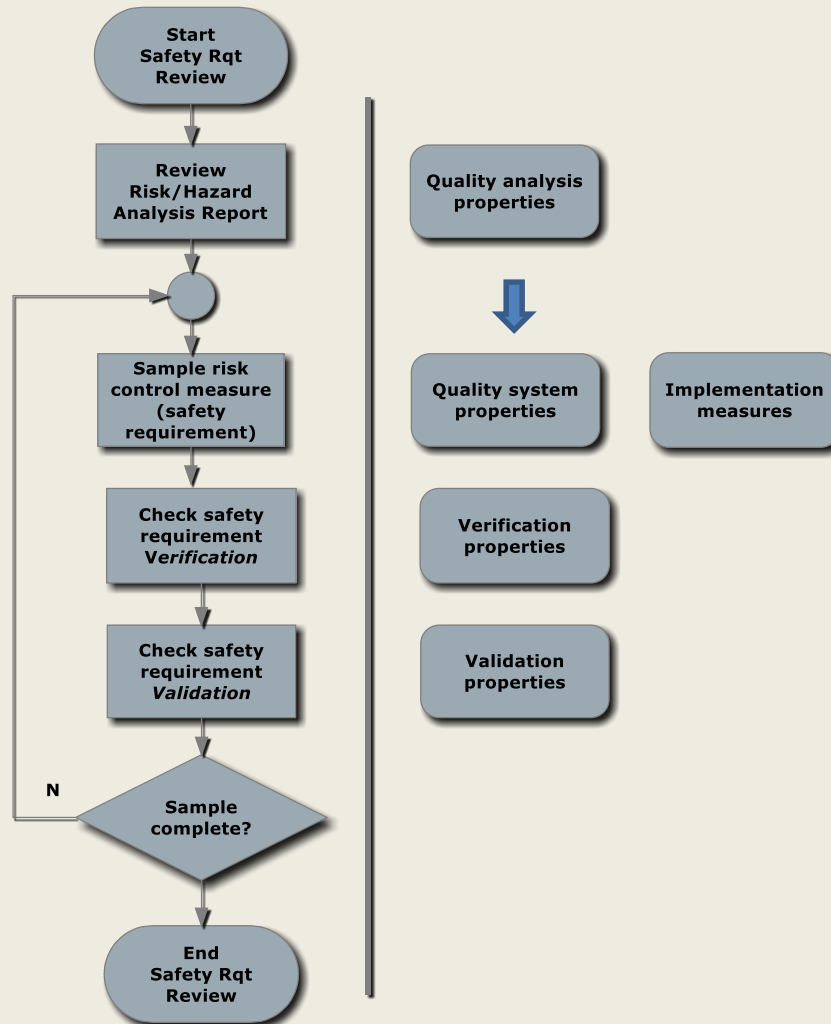 Start
Safety Rqt
Review
Review
Risk/Hazard
Analysis Report
Quality analysis
properties
Sample risk
control measure
(safety
requirement)
Quality system
properties
Implementation
measures
Check safety
requirement
Verification
Verification
properties
Check safety
requirement
Validation
Validation
properties
N
Sample
complete?
End
Safety Rqt
Review